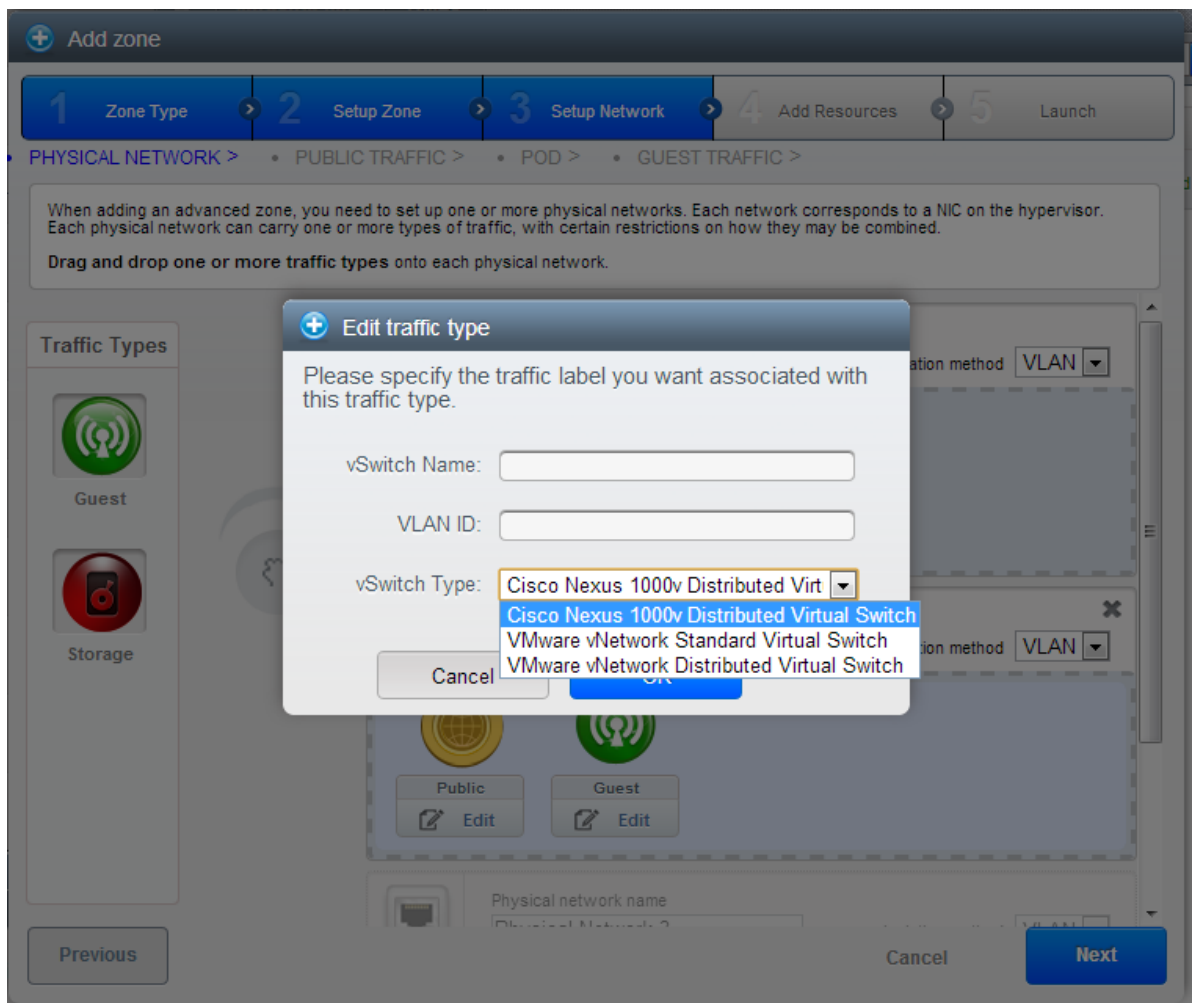 Add zone
1 Zone Type 2 Setup Zone 3 Setup Network 4 Add Resources 5 Launch
• PHYSICAL NETWORK > • PUBLIC TRAFFIC > • POD > • GUEST TRAFFIC >
When adding an advanced zone, you need to set up one or more physical networks. Each network corresponds to a NIC on the hypervisor.
Each physical network can carry one or more types of traffic, with certain restrictions on how they may be combined.
Drag and drop one or more traffic types onto each physical network.
Traffic Types
Guest
Storage
Edit traffic type
Please specify the traffic label you want associated with
this traffic type.
vSwitch Name:
VLAN ID:
vSwitch Type: Cisco Nexus 1000v Distributed Virt
Cisco Nexus 1000v Distributed Virtual Switch
VMware vNetwork Standard Virtual Switch
VMware vNetwork Distributed Virtual Switch
Cancel OK
ation method VLAN
ion method VLAN
Public Guest
Edit Edit
Physical network name
Previous
Cancel
Next